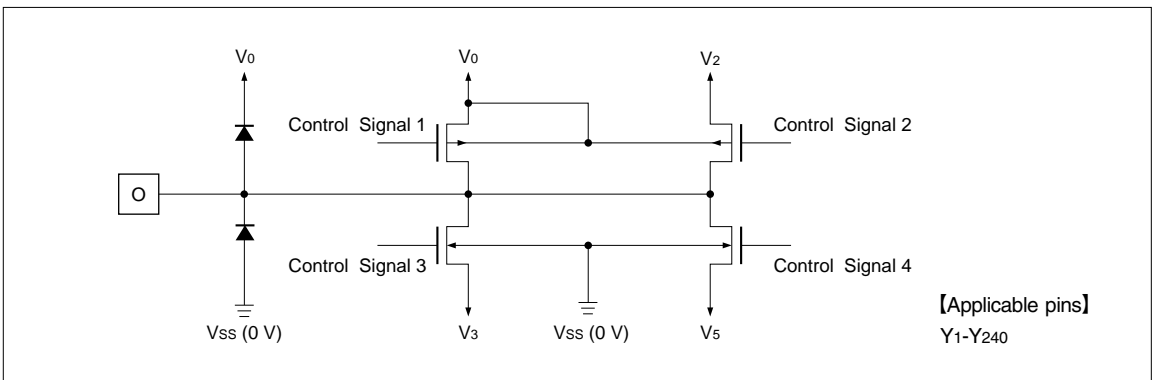 V0
V0
V2
Control Signal 1
Control Signal 2
O
Control Signal 3
Control Signal 4
VSS (0 V)
V3
VSS (0 V)
V5
【Applicable pins】
Y1-Y240